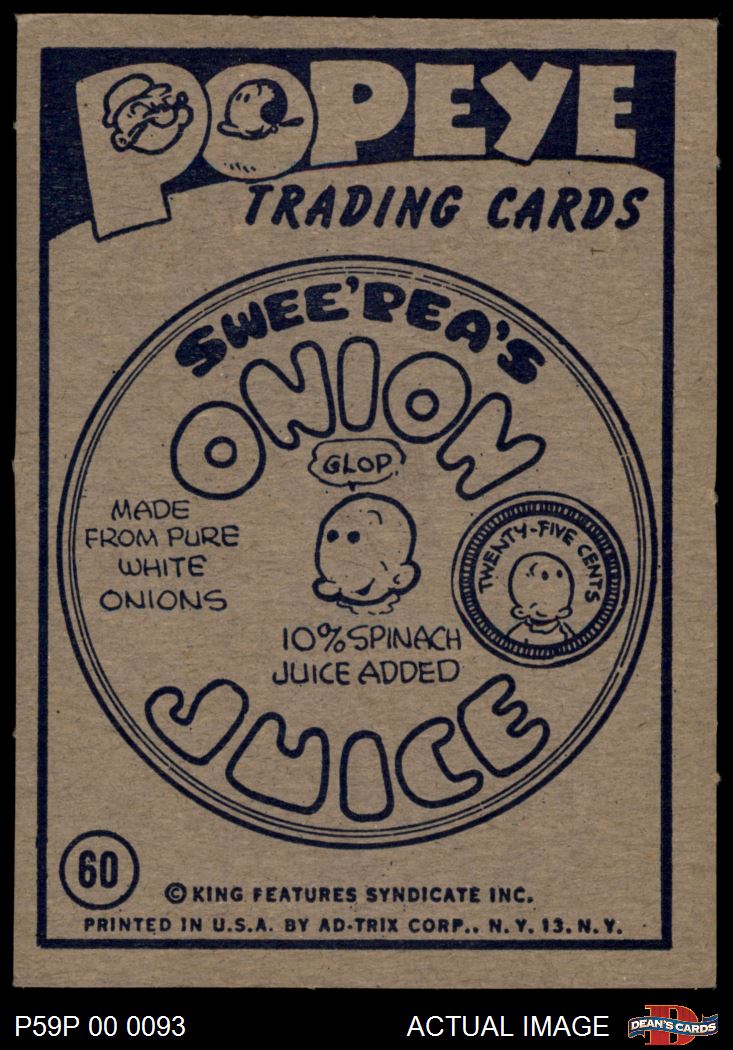 POPEYE
TRADING CARDS
SWEE'PEA'S
ONION
GLOP
MADE
FROM PURE
WHITE
ONIONS
TWENTY-FIVE CENTS
10% SPINACH
JUICE ADDED
JUICE
60
© KING FEATURES SYNDICATE INC.
PRINTED IN U.S.A. BY AD-TRIX CORP.. N.Y. 13. N.Y.
P59P 00 0093
ACTUAL IMAGE
D
DEAN'S CARDS